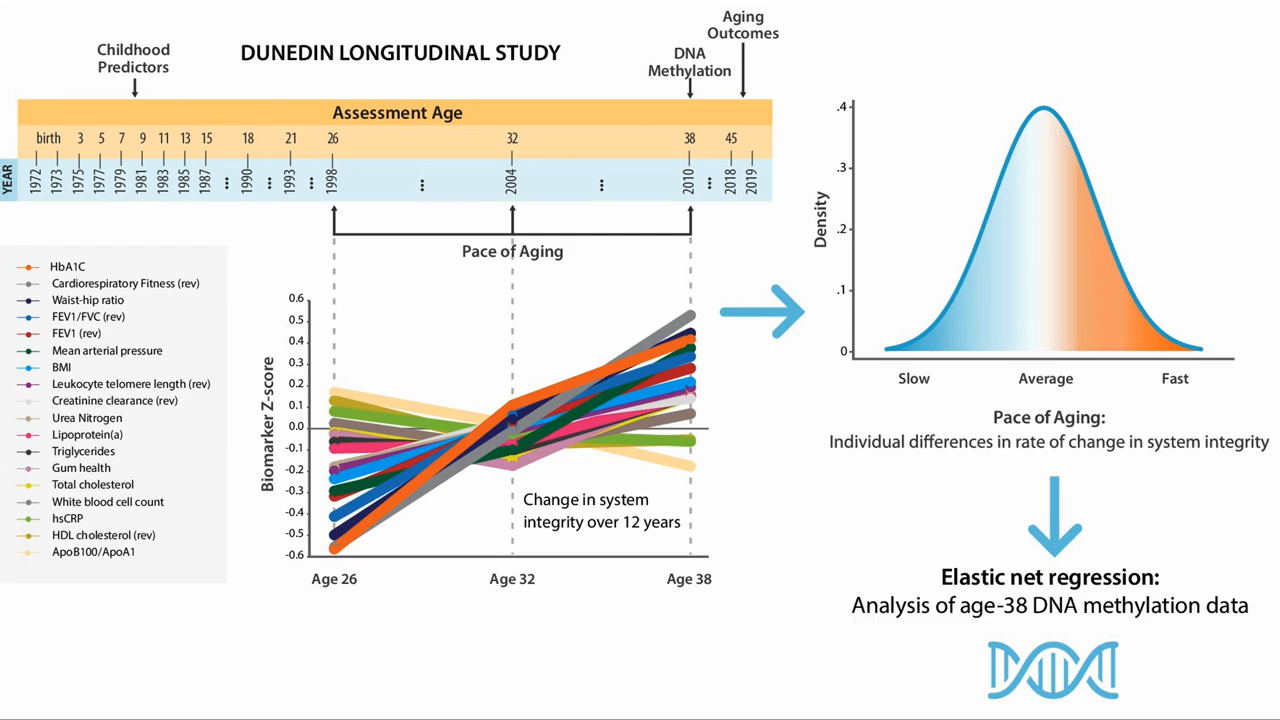 Aging
Outcomes
Childhood
Predictors
DUNEDIN LONGITUDINAL STUDY
DNA
Methylation
Assessment Age
birth 3 5 7 9 11 13 15 18 21 26 32 38 45
YEAR
1972 1973 1975 1977 1979 1981 1983 1985 1987 ... 1990 ... 1993 ... 1998 ... 2004 ... 2010 ... 2018 2019
Pace of Aging
HbA1C
Cardiorespiratory Fitness (rev)
Waist-hip ratio
FEV1/FVC (rev)
FEV1 (rev)
Mean arterial pressure
BMI
Leukocyte telomere length (rev)
Creatinine clearance (rev)
Urea Nitrogen
Lipoprotein(a)
Triglycerides
Gum health
Total cholesterol
White blood cell count
hsCRP
HDL cholesterol (rev)
ApoB100/ApoA1
Biomarker Z-score
0.6
0.5
0.4
0.3
0.2
0.1
0.0
-0.1
-0.2
-0.3
-0.4
-0.5
-0.6
Change in system
integrity over 12 years
Age 26 Age 32 Age 38
Density
.4
.3
.2
.1
0
Slow Average Fast
Pace of Aging:
Individual differences in rate of change in system integrity
Elastic net regression:
Analysis of age-38 DNA methylation data